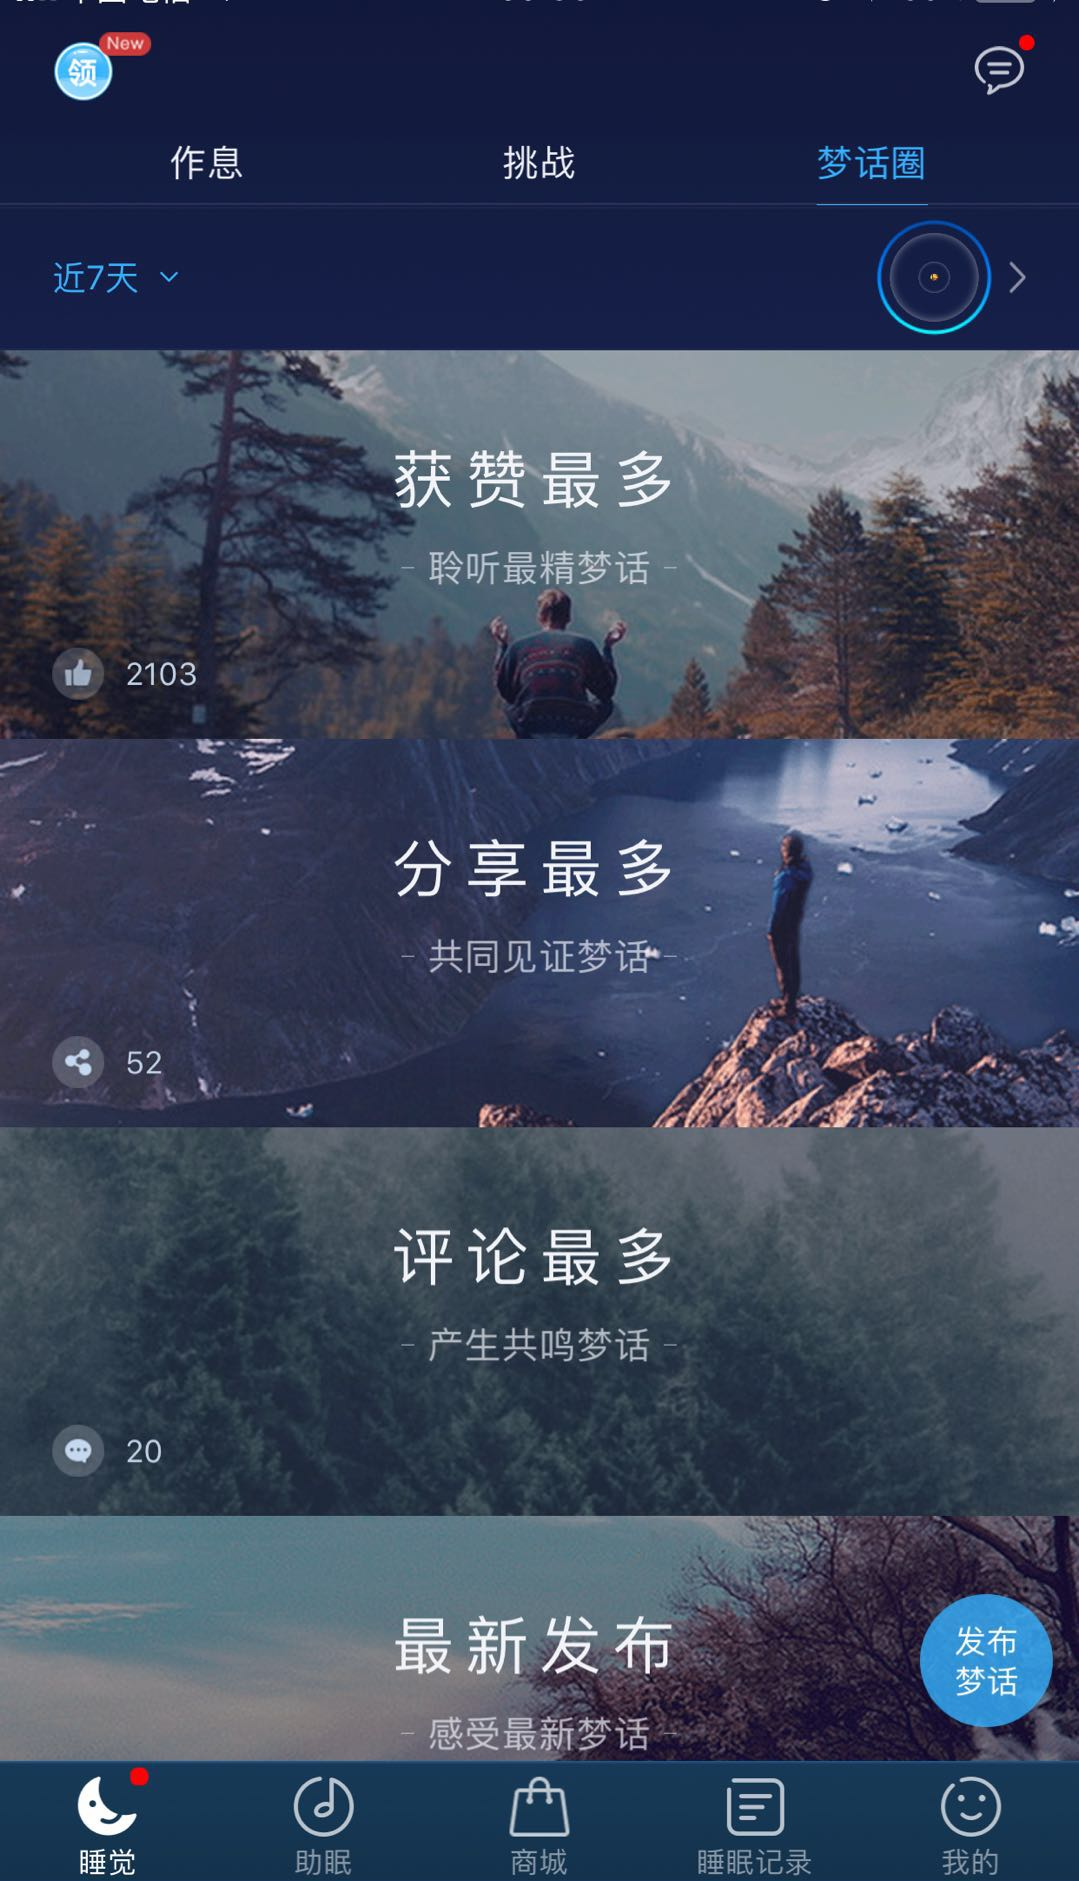 领
New
作息
挑战
梦话圈
近7天
获赞最多
- 聆听最精梦话 -
2103
分享最多
- 共同见证梦话 -
52
评论最多
- 产生共鸣梦话 -
20
最新发布
- 感受最新梦话 -
发布
梦话
睡觉
助眠
商城
睡眠记录
我的